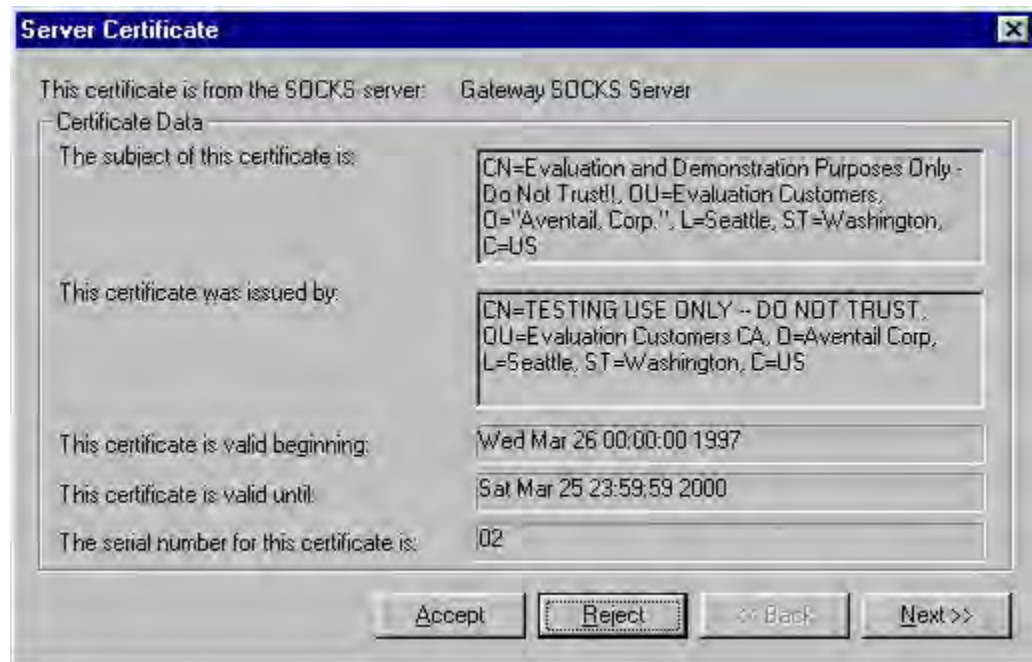 Server Certificate
This certificate is from the SOCKS server: Gateway SOCKS Server
Certificate Data
The subject of this certificate is:
CN=Evaluation and Demonstration Purposes Only -
Do Not Trust!!, OU=Evaluation Customers,
O="Aventail, Corp.", L=Seattle, ST=Washington,
C=US
This certificate was issued by:
CN=TESTING USE ONLY -- DO NOT TRUST,
OU=Evaluation Customers CA, O=Aventail Corp,
L=Seattle, ST=Washington, C=US
This certificate is valid beginning: Wed Mar 26 00:00:00 1997
This certificate is valid until: Sat Mar 25 23:59:59 2000
The serial number for this certificate is: 02
Accept Reject << Back Next >>